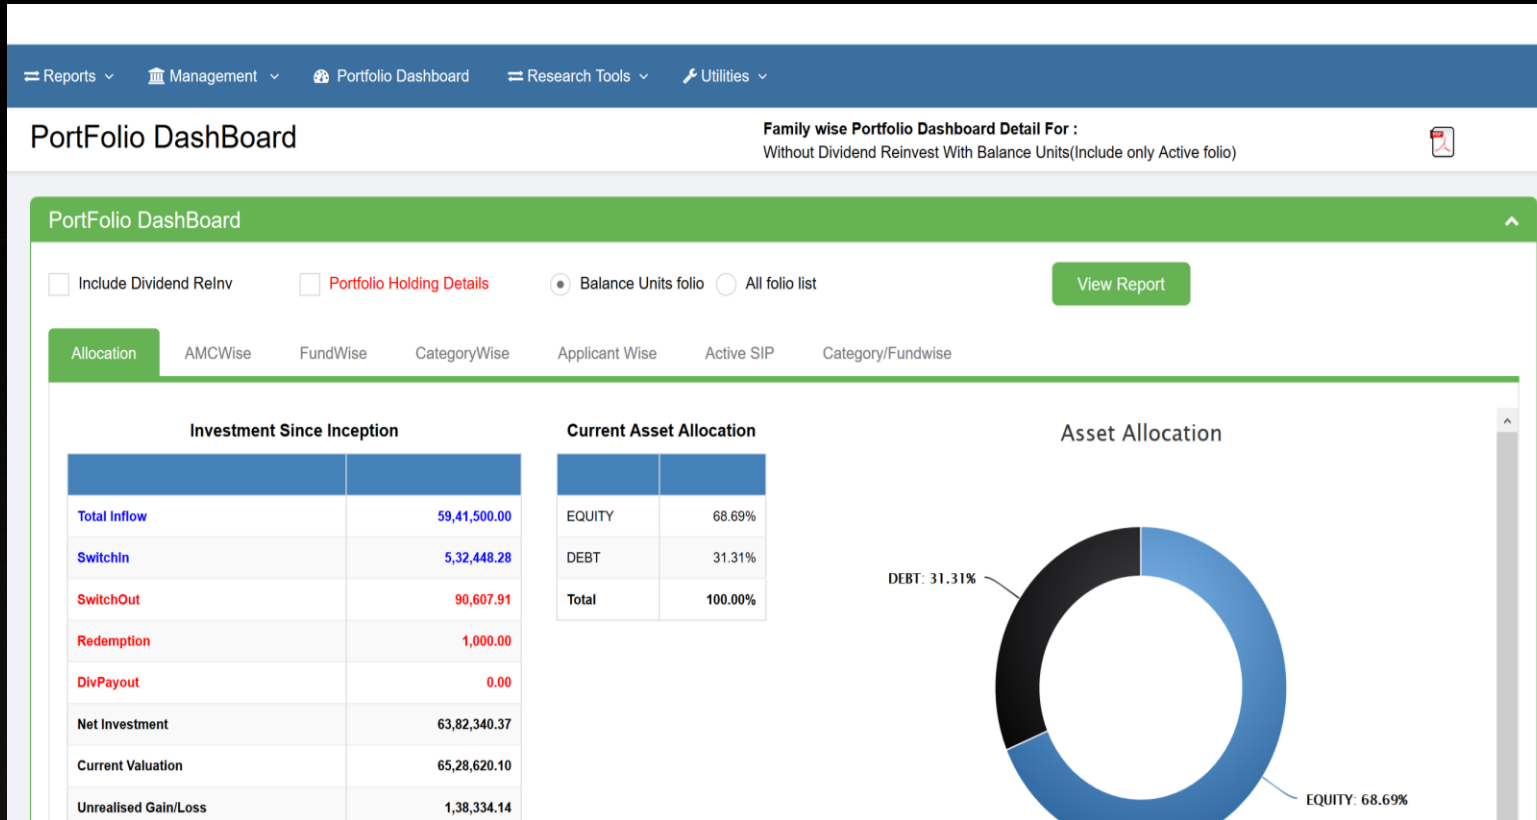 Reports
Management
Portfolio Dashboard
Research Tools
Utilities
PortFolio DashBoard
Family wise Portfolio Dashboard Detail For :
Without Dividend Reinvest With Balance Units(Include only Active folio)
PDF
PortFolio DashBoard
Include Dividend ReInv
Portfolio Holding Details
Balance Units folio
All folio list
View Report
Allocation
AMCWise
FundWise
CategoryWise
Applicant Wise
Active SIP
Category/Fundwise
Investment Since Inception
Total Inflow 59,41,500.00
SwitchIn 5,32,448.28
SwitchOut 90,607.91
Redemption 1,000.00
DivPayout 0.00
Net Investment 63,82,340.37
Current Valuation 65,28,620.10
Unrealised Gain/Loss 1,38,334.14
Current Asset Allocation
EQUITY 68.69%
DEBT 31.31%
Total 100.00%
Asset Allocation
DEBT: 31.31%
EQUITY: 68.69%